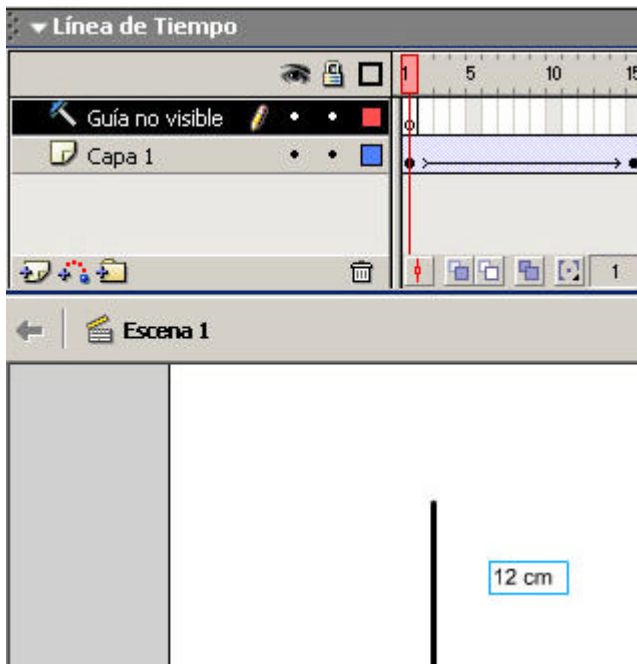 Línea de Tiempo
1 5 10 15
Guía no visible
Capa 1
1
Escena 1
12 cm